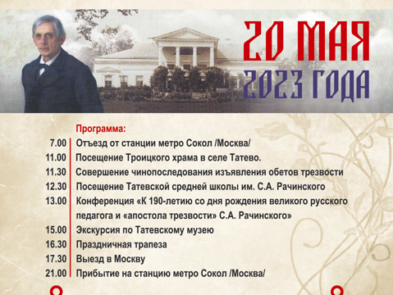 20 МАЯ
2023 ГОДА
Программа:
7.00 Отъезд от станции метро Сокол /Москва/
11.00 Посещение Троицкого храма в селе Татево.
11.30 Совершение чинопоследования изъявления обетов трезвости
12.30 Посещение Татевской средней школы им. С.А. Рачинского
13.00 Конференция «К 190-летию со дня рождения великого русского
педагога и «апостола трезвости» С.А. Рачинского»
15.00 Экскурсия по Татевскому музею
16.30 Праздничная трапеза
17.30 Выезд в Москву
21.00 Прибытие на станцию метро Сокол /Москва/